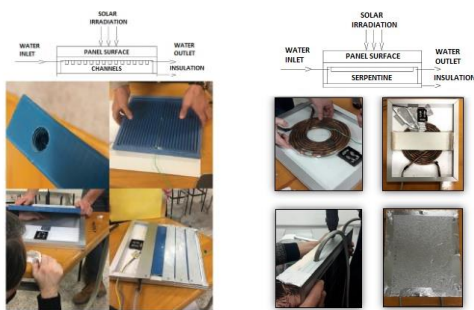 SOLAR
IRRADIATION
WATER
INLET
PANEL SURFACE
WATER
OUTLET
CHANNELS
INSULATION
SOLAR
IRRADIATION
WATER
INLET
PANEL SURFACE
WATER
OUTLET
SERPENTINE
INSULATION